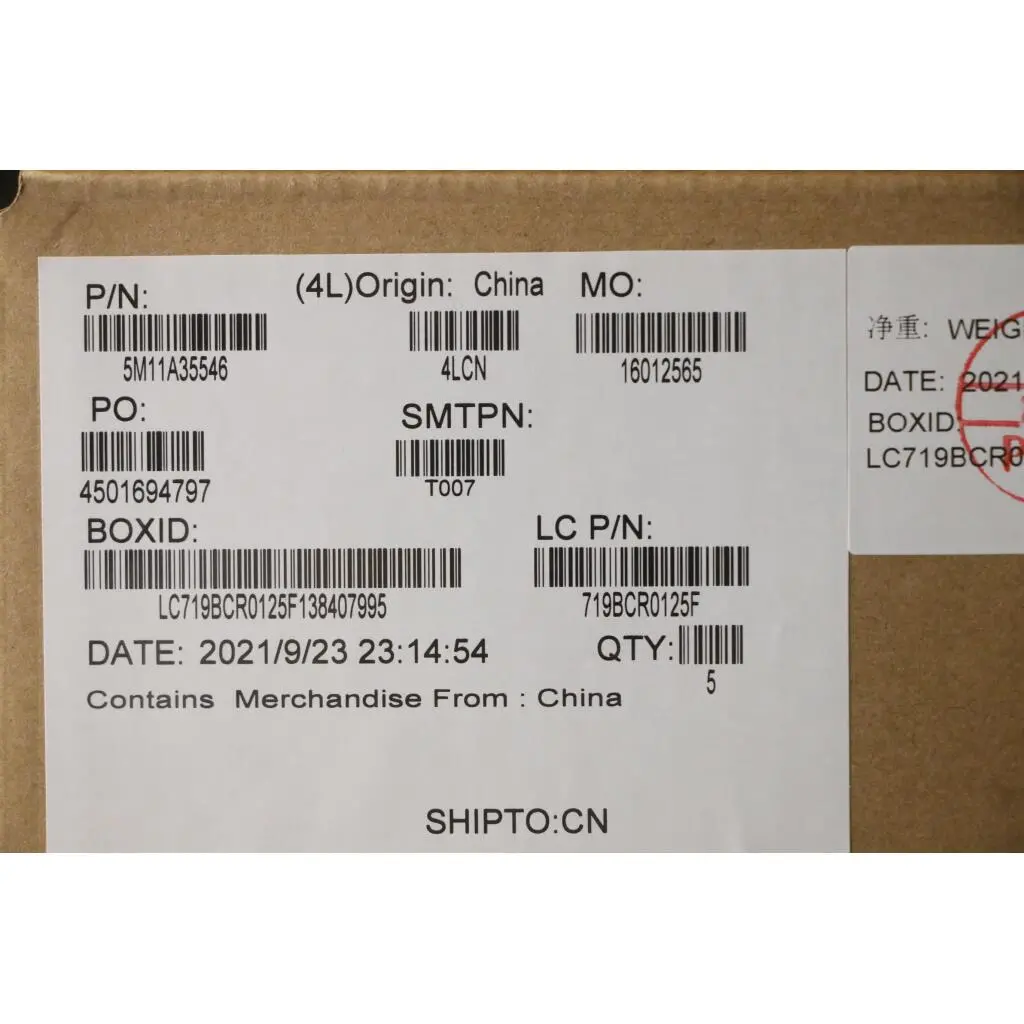 P/N:
(4L)Origin: China
MO:
5M11A35546
4LCN
16012565
PO:
SMTPN:
4501694797
T007
BOXID:
LC P/N:
LC719BCR0125F138407995
719BCR0125F
DATE: 2021/9/23 23:14:54
QTY:
5
Contains Merchandise From : China
SHIPTO:CN
净重: WEIG
DATE: 2021
BOXID:
LC719BCR0